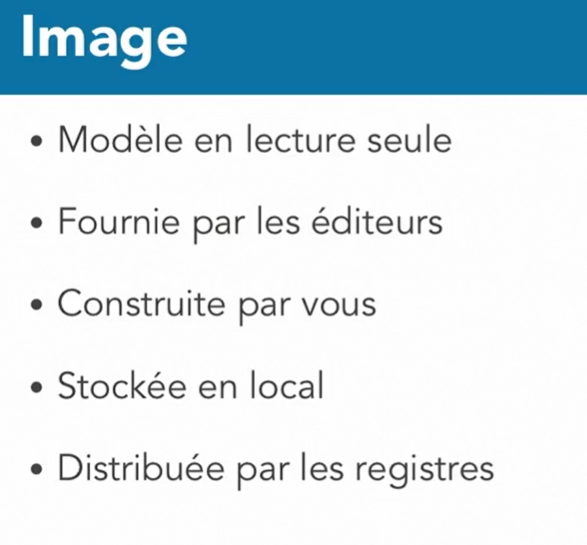 Image
• Modèle en lecture seule
• Fournie par les éditeurs
• Construite par vous
• Stockée en local
• Distribuée par les registres